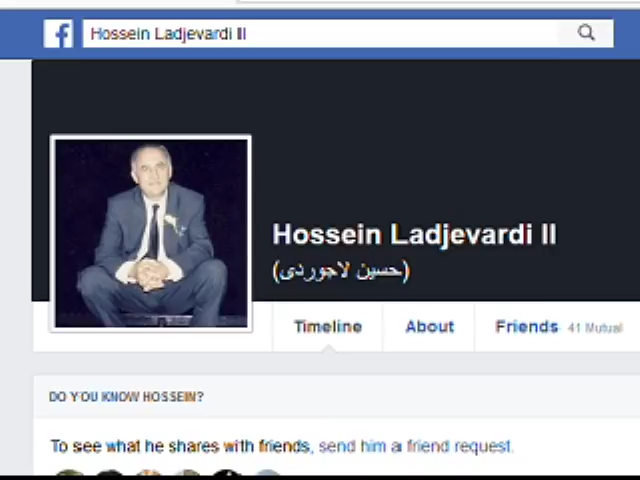 Hossein Ladjevardi II
Hossein Ladjevardi II
(حسین لاجوردی)
Timeline About Friends 41 Mutual
DO YOU KNOW HOSSEIN?
To see what he shares with friends, send him a friend request.